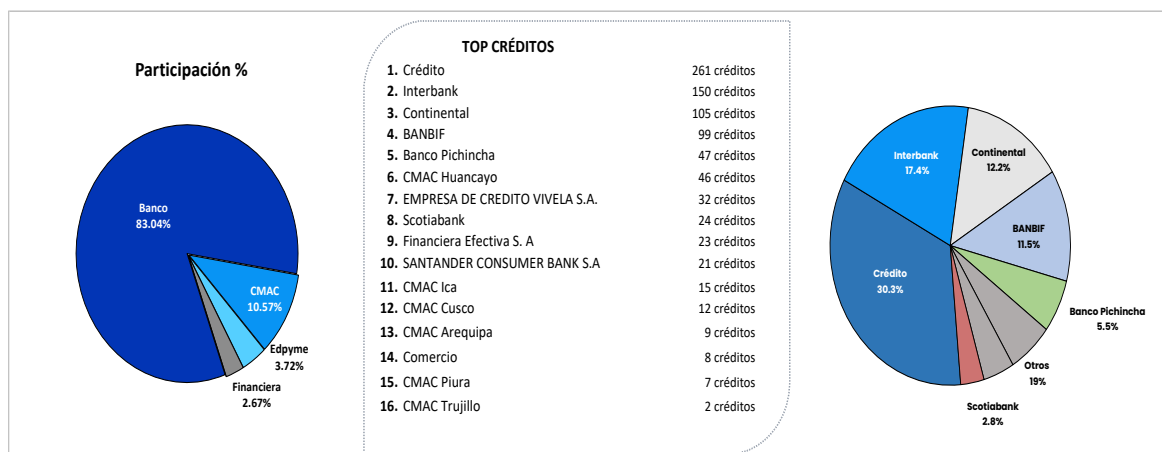 Participación %
Banco
83.04%
CMAC
10.57%
Edpyme
3.72%
Financiera
2.67%
TOP CRÉDITOS
1. Crédito 261 créditos
2. Interbank 150 créditos
3. Continental 105 créditos
4. BANBIF 99 créditos
5. Banco Pichincha 47 créditos
6. CMAC Huancayo 46 créditos
7. EMPRESA DE CREDITO VIVELA S.A. 32 créditos
8. Scotiabank 24 créditos
9. Financiera Efectiva S. A 23 créditos
10. SANTANDER CONSUMER BANK S.A 21 créditos
11. CMAC Ica 15 créditos
12. CMAC Cusco 12 créditos
13. CMAC Arequipa 9 créditos
14. Comercio 8 créditos
15. CMAC Piura 7 créditos
16. CMAC Trujillo 2 créditos
Interbank
17.4%
Continental
12.2%
BANBIF
11.5%
Crédito
30.3%
Banco Pichincha
5.5%
Otros
19%
Scotiabank
2.8%